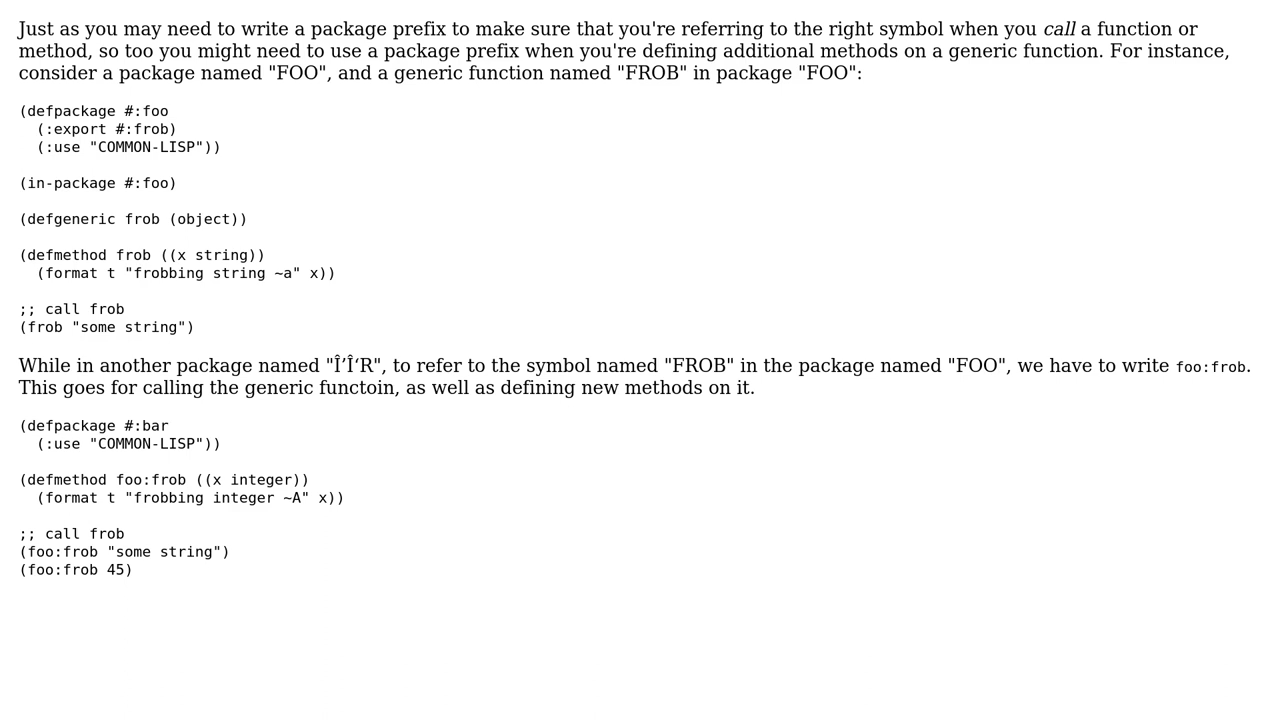 Just as you may need to write a package prefix to make sure that you're referring to the right symbol when you call a function or
method, so too you might need to use a package prefix when you're defining additional methods on a generic function. For instance,
consider a package named "FOO", and a generic function named "FROB" in package "FOO":
(defpackage #:foo
  (:export #:frob)
  (:use "COMMON-LISP"))
(in-package #:foo)
(defgeneric frob (object))
(defmethod frob ((x string))
  (format t "frobbing string ~a" x))
;; call frob
(frob "some string")
While in another package named "Î’Î‘R", to refer to the symbol named "FROB" in the package named "FOO", we have to write foo:frob.
This goes for calling the generic functoin, as well as defining new methods on it.
(defpackage #:bar
  (:use "COMMON-LISP"))
(defmethod foo:frob ((x integer))
  (format t "frobbing integer ~A" x))
;; call frob
(foo:frob "some string")
(foo:frob 45)